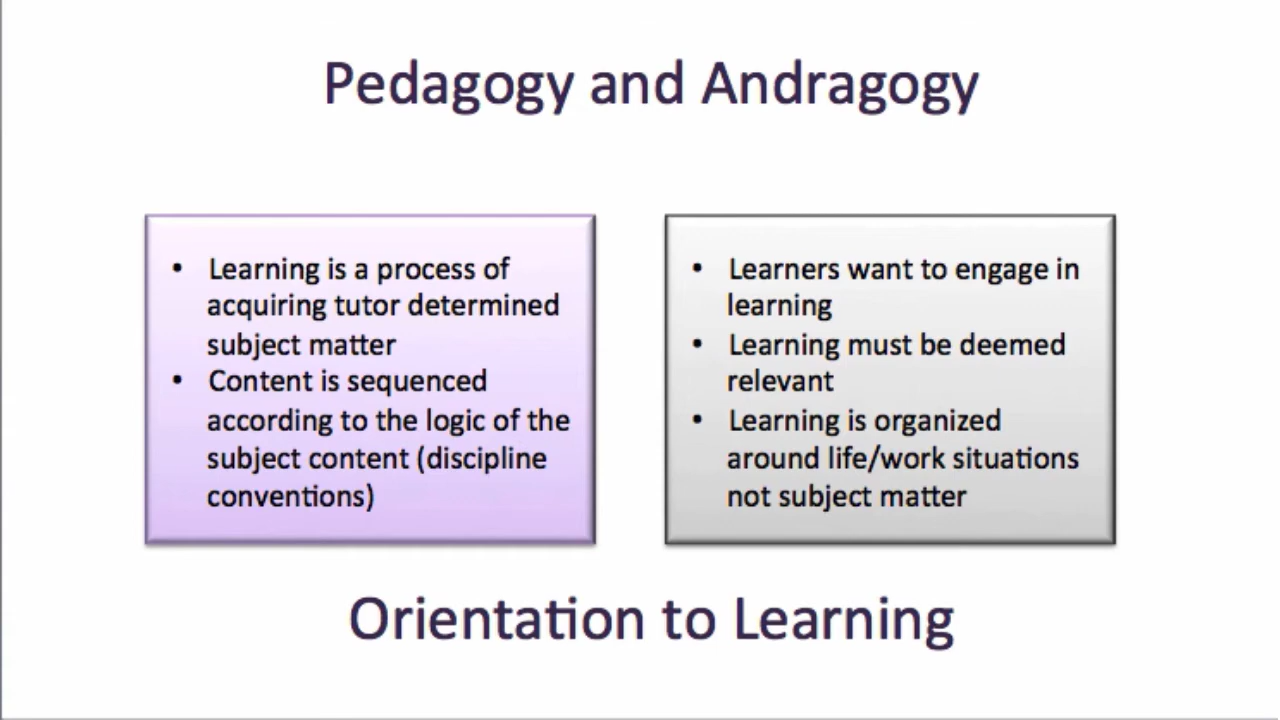 Pedagogy and Andragogy
• Learning is a process of
acquiring tutor determined
subject matter
• Content is sequenced
according to the logic of the
subject content (discipline
conventions)
• Learners want to engage in
learning
• Learning must be deemed
relevant
• Learning is organized
around life/work situations
not subject matter
Orientation to Learning